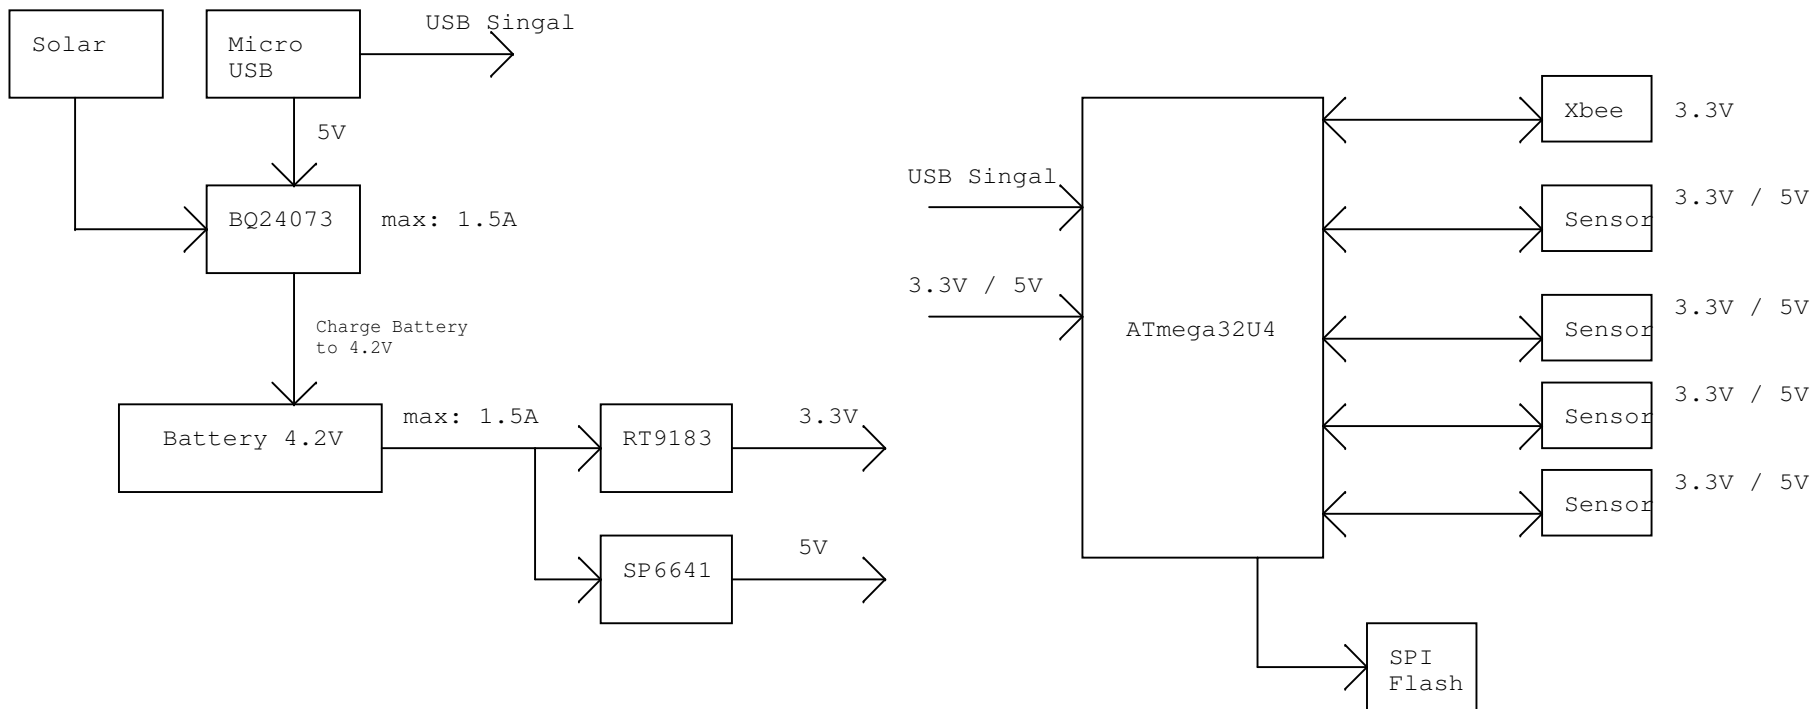 Solar
Micro
USB
USB Singal
5V
BQ24073
max: 1.5A
Charge Battery
to 4.2V
Battery 4.2V
max: 1.5A
RT9183
3.3V
SP6641
5V
USB Singal
3.3V / 5V
ATmega32U4
Xbee
3.3V
Sensor
3.3V / 5V
Sensor
3.3V / 5V
Sensor
3.3V / 5V
Sensor
3.3V / 5V
SPI
Flash